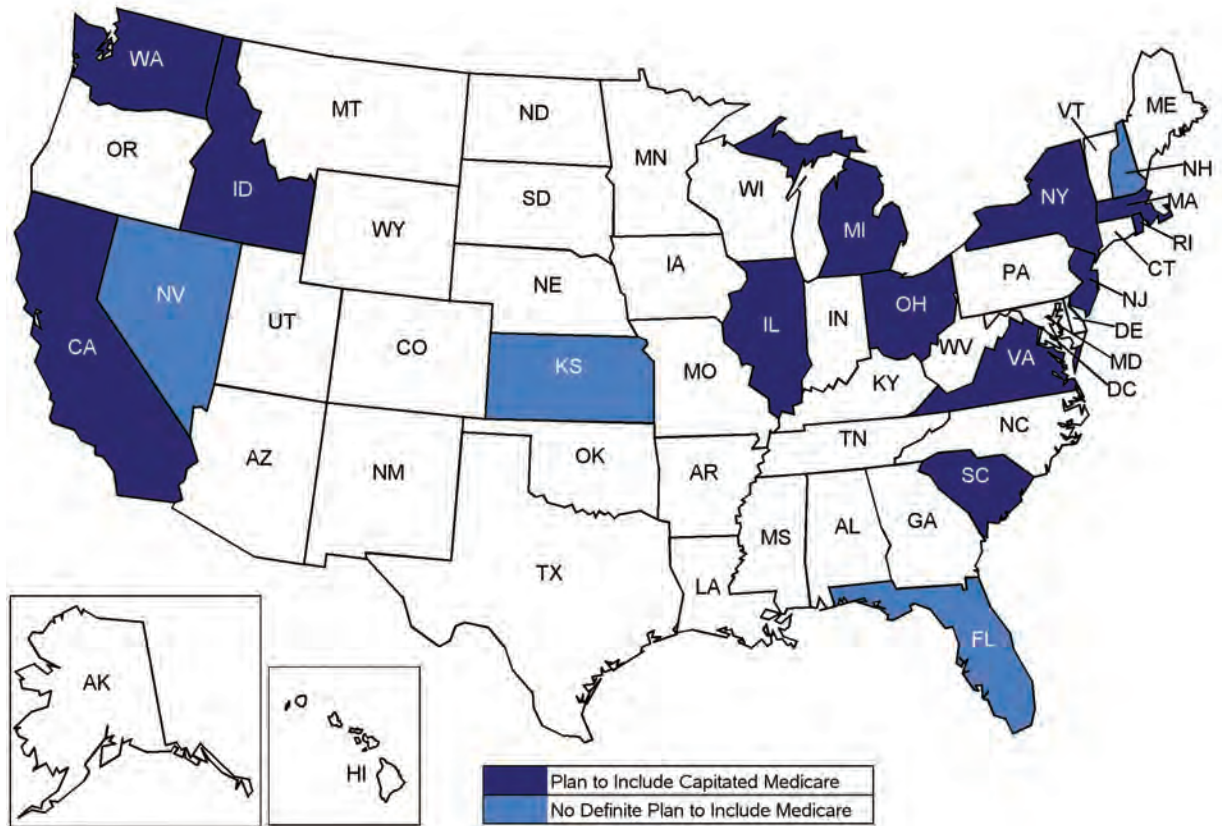 WA
MT
ND
MN
VT
ME
OR
ID
SD
WI
NY
NH
MA
WY
MI
RI
CT
IA
PA
NV
NE
NJ
OH
IL
IN
DE
UT
CA
CO
WV
VA
MD
KS
MO
KY
DC
NC
TN
AZ
OK
NM
AR
SC
MS
AL
GA
TX
LA
FL
AK
HI
Plan to Include Capitated Medicare
No Definite Plan to Include Medicare